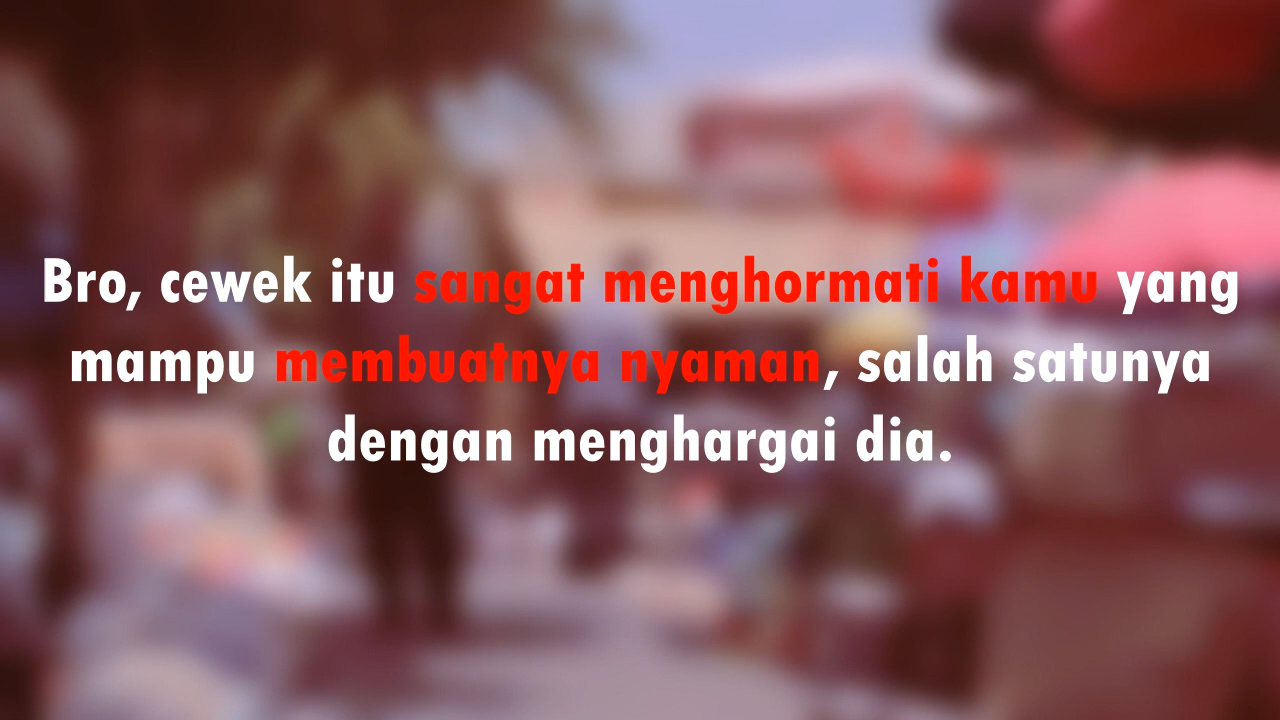 Bro, cewek itu sangat menghormati kamu yang
mampu membuatnya nyaman, salah satunya
dengan menghargai dia.